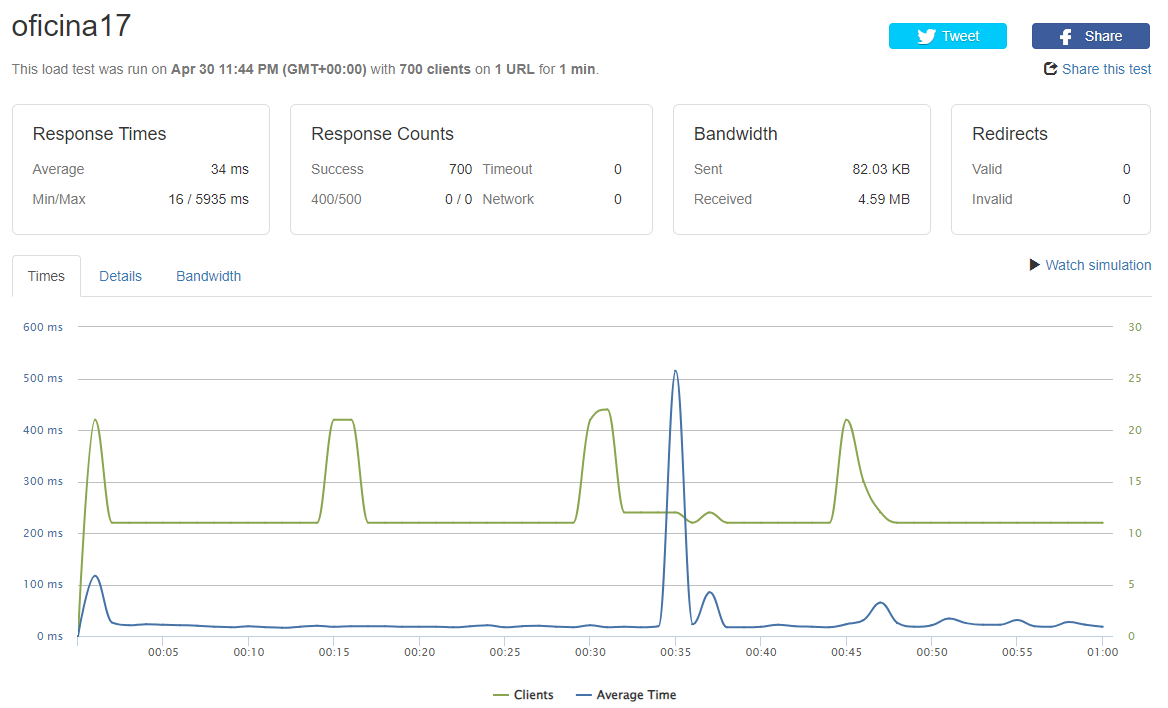 oficina17
Tweet
Share
This load test was run on Apr 30 11:44 PM (GMT+00:00) with 700 clients on 1 URL for 1 min.
Share this test
Response Times
Average 34 ms
Min/Max 16 / 5935 ms
Response Counts
Success 700 Timeout 0
400/500 0 / 0 Network 0
Bandwidth
Sent 82.03 KB
Received 4.59 MB
Redirects
Valid 0
Invalid 0
Times Details Bandwidth
Watch simulation
600 ms 30
500 ms 25
400 ms 20
300 ms 15
200 ms 10
100 ms 5
0 ms 0
00:05 00:10 00:15 00:20 00:25 00:30 00:35 00:40 00:45 00:50 00:55 01:00
Clients Average Time